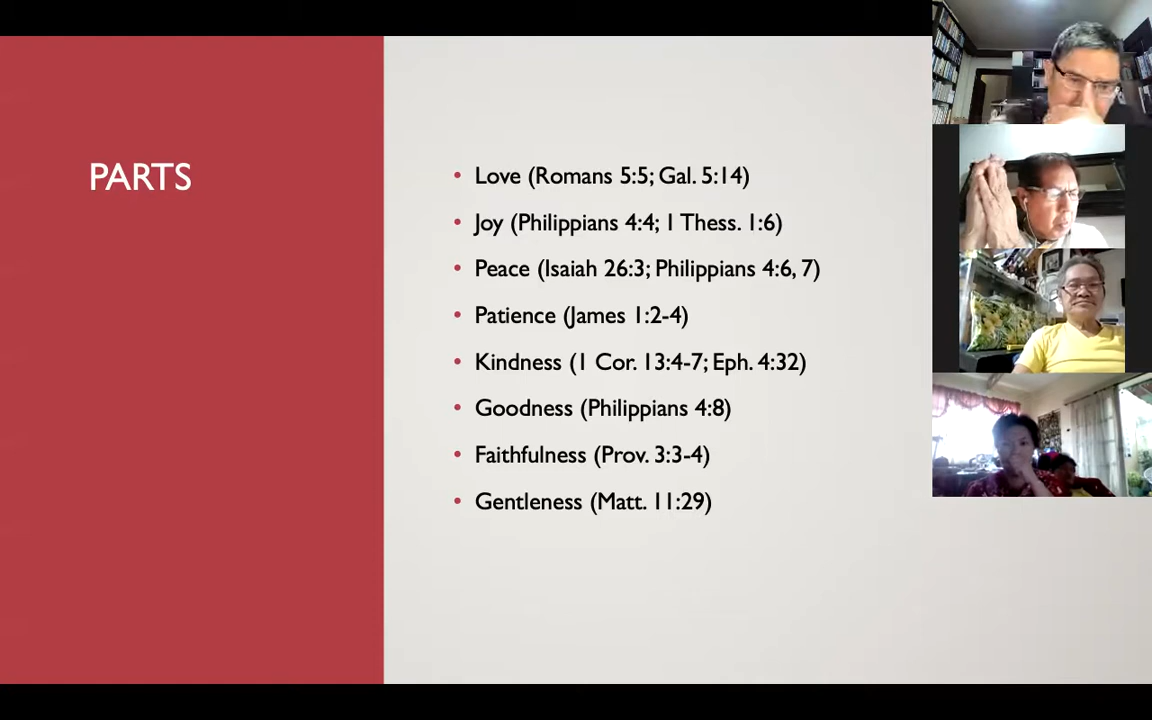 PARTS
• Love (Romans 5:5; Gal. 5:14)
• Joy (Philippians 4:4; 1 Thess. 1:6)
• Peace (Isaiah 26:3; Philippians 4:6, 7)
• Patience (James 1:2-4)
• Kindness (1 Cor. 13:4-7; Eph. 4:32)
• Goodness (Philippians 4:8)
• Faithfulness (Prov. 3:3-4)
• Gentleness (Matt. 11:29)